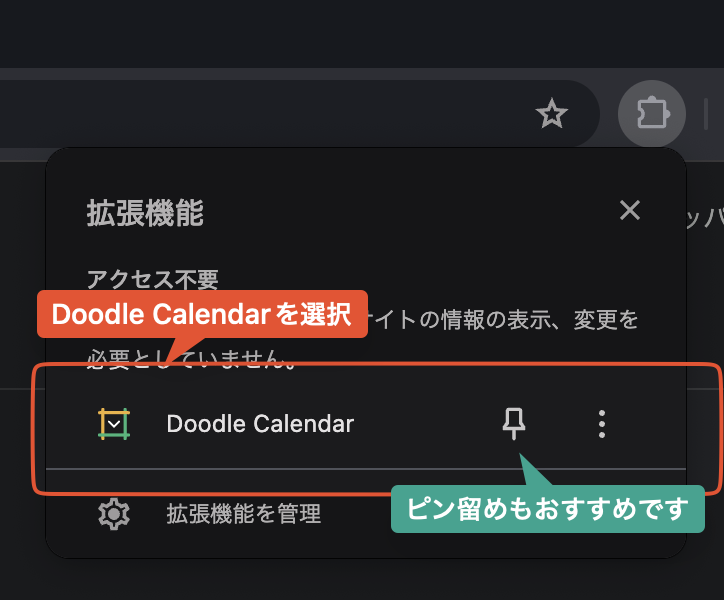 ッパ
拡張機能
アクセス不要
Doodle Calendarを選択
サイトの情報の表示、変更を
必要としていません。
Doodle Calendar
ピン留めもおすすめです
拡張機能を管理